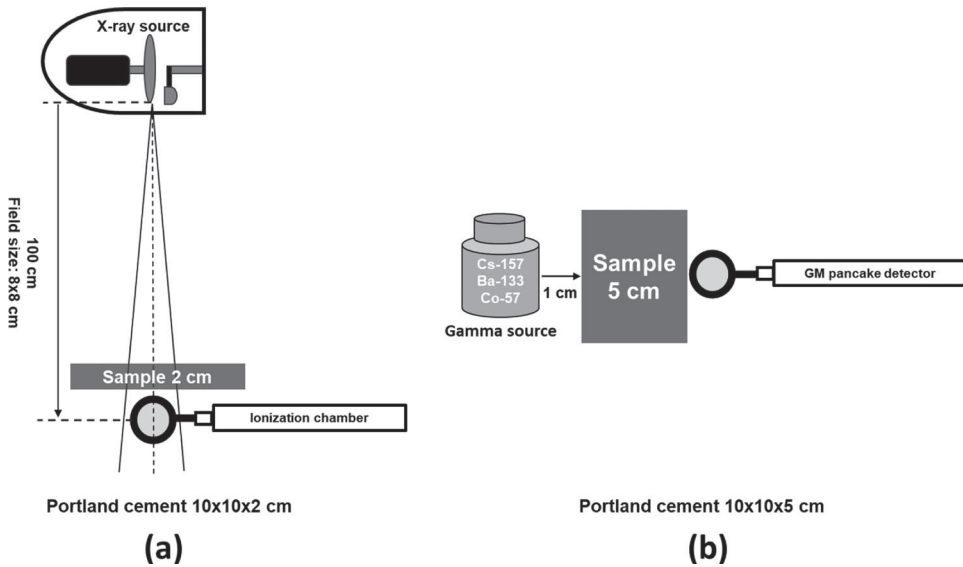 X-ray source
100 cm
Field size: 8x8 cm
Sample 2 cm
Ionization chamber
Portland cement 10x10x2 cm
(a)
Cs-157
Ba-133
Co-57
1 cm
Gamma source
Sample
5 cm
GM pancake detector
Portland cement 10x10x5 cm
(b)